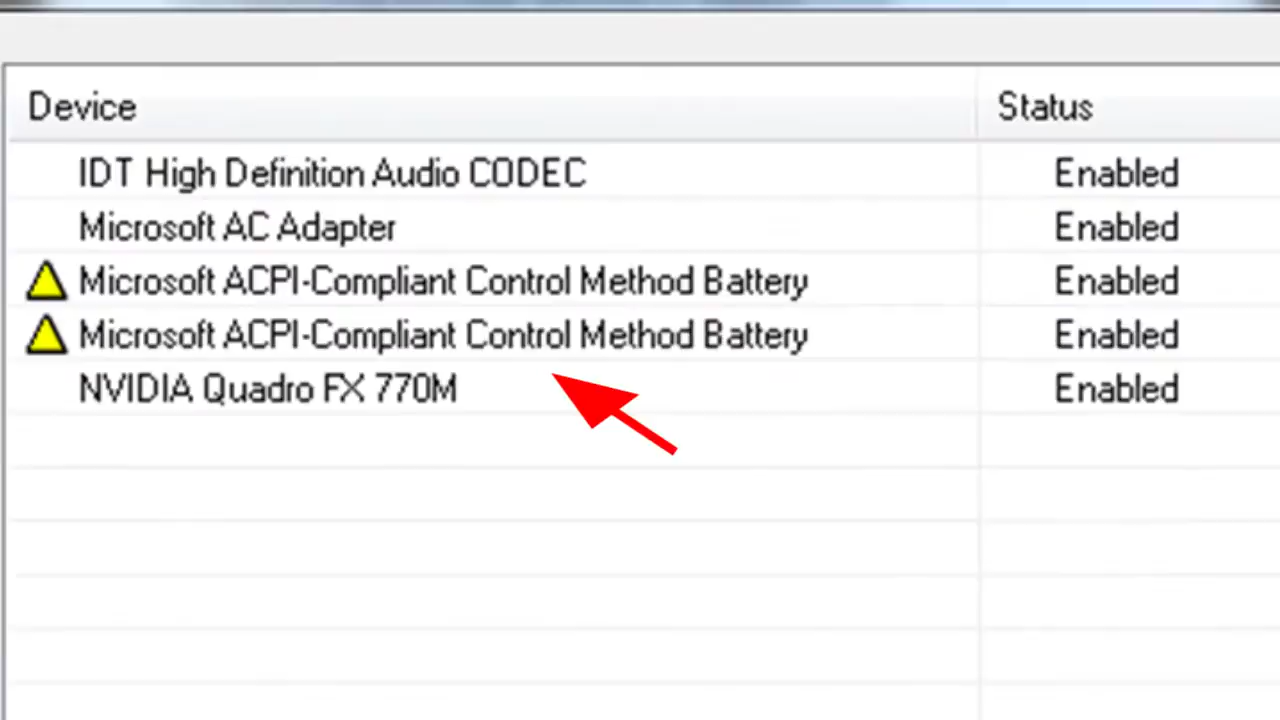 Device Status
IDT High Definition Audio CODEC Enabled
Microsoft AC Adapter Enabled
Microsoft ACPI-Compliant Control Method Battery Enabled
Microsoft ACPI-Compliant Control Method Battery Enabled
NVIDIA Quadro FX 770M Enabled